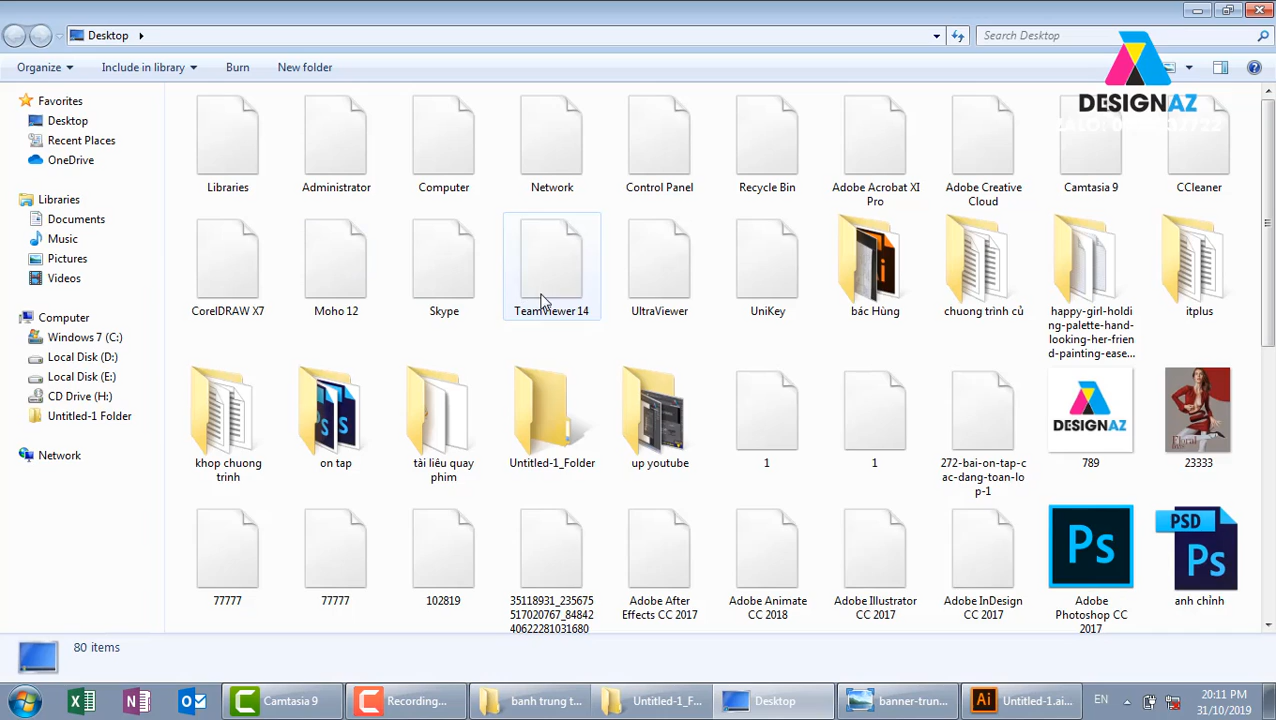 Desktop
Search Desktop
Organize
Include in library
Burn
New folder
DESIGNAZ
Favorites
Desktop
Recent Places
OneDrive
Libraries
Documents
Music
Pictures
Videos
Computer
Windows 7 (C:)
Local Disk (D:)
Local Disk (E:)
CD Drive (H:)
Untitled-1 Folder
Network
Libraries
Administrator
Computer
Network
Control Panel
Recycle Bin
Adobe Acrobat XI
Pro
Adobe Creative
Cloud
Camtasia 9
CCleaner
CorelDRAW X7
Moho 12
Skype
TeamViewer 14
UltraViewer
UniKey
Ai
bác Hùng
chuong trình củ
happy-girl-holdi
ng-palette-hand-
looking-her-frien
d-painting-ease...
itplus
khop chuong
trinh
on tap
tài liêu quay
phim
Untitled-1_Folder
up youtube
1
1
272-bai-on-tap-c
ac-dang-toan-lo
p-1
DESIGNAZ
789
23333
77777
77777
102819
35118931_235675
517020767_84842
40622281031680
Adobe After
Effects CC 2017
Adobe Animate
CC 2018
Adobe Illustrator
CC 2017
Adobe InDesign
CC 2017
Ps
Adobe
Photoshop CC
2017
PSD
Ps
anh chỉnh
80 items
Camtasia 9
Recording...
banh trung t...
Untitled-1_F...
Desktop
banner-trun...
Ai
Untitled-1.ai...
EN
20:11 PM
31/10/2019